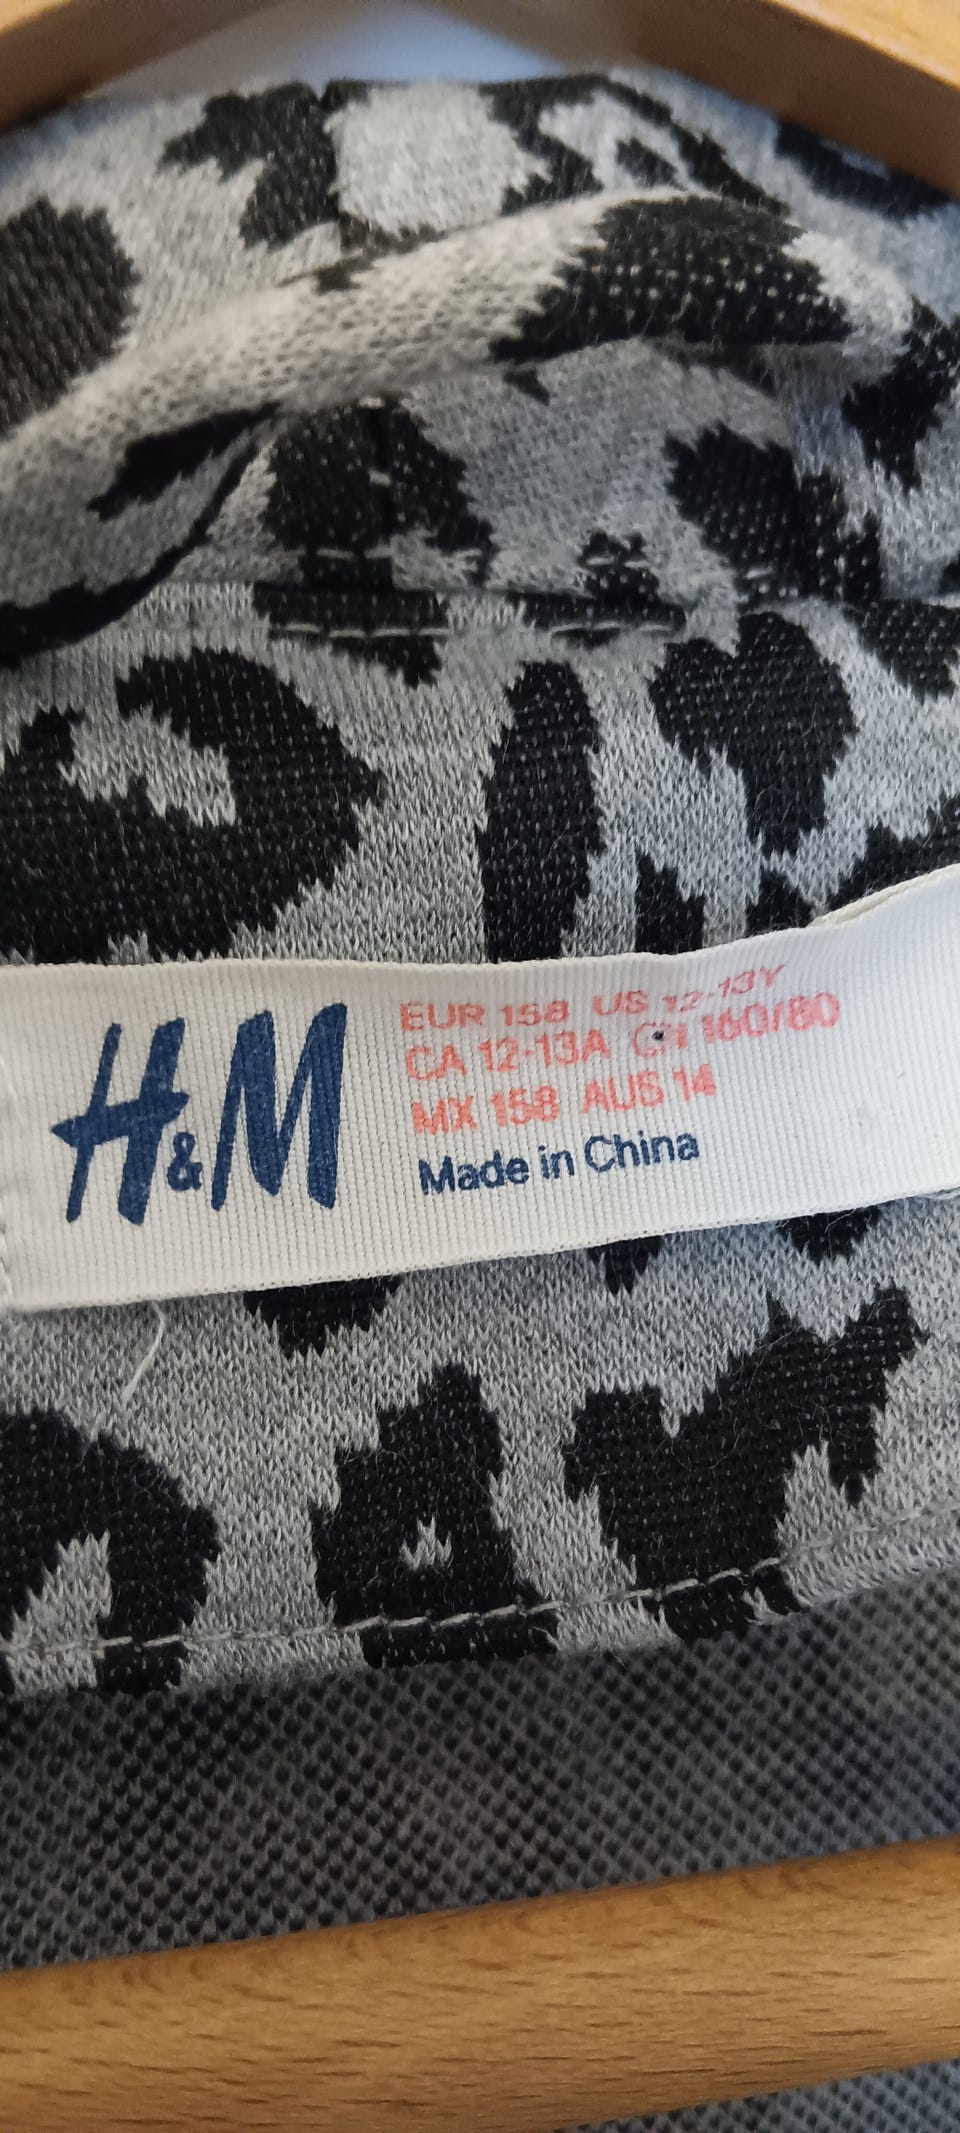 H&M
EUR 158 US 12-13Y
CA 12-13A CN 160/80
MX 158 AUS 14
Made in China